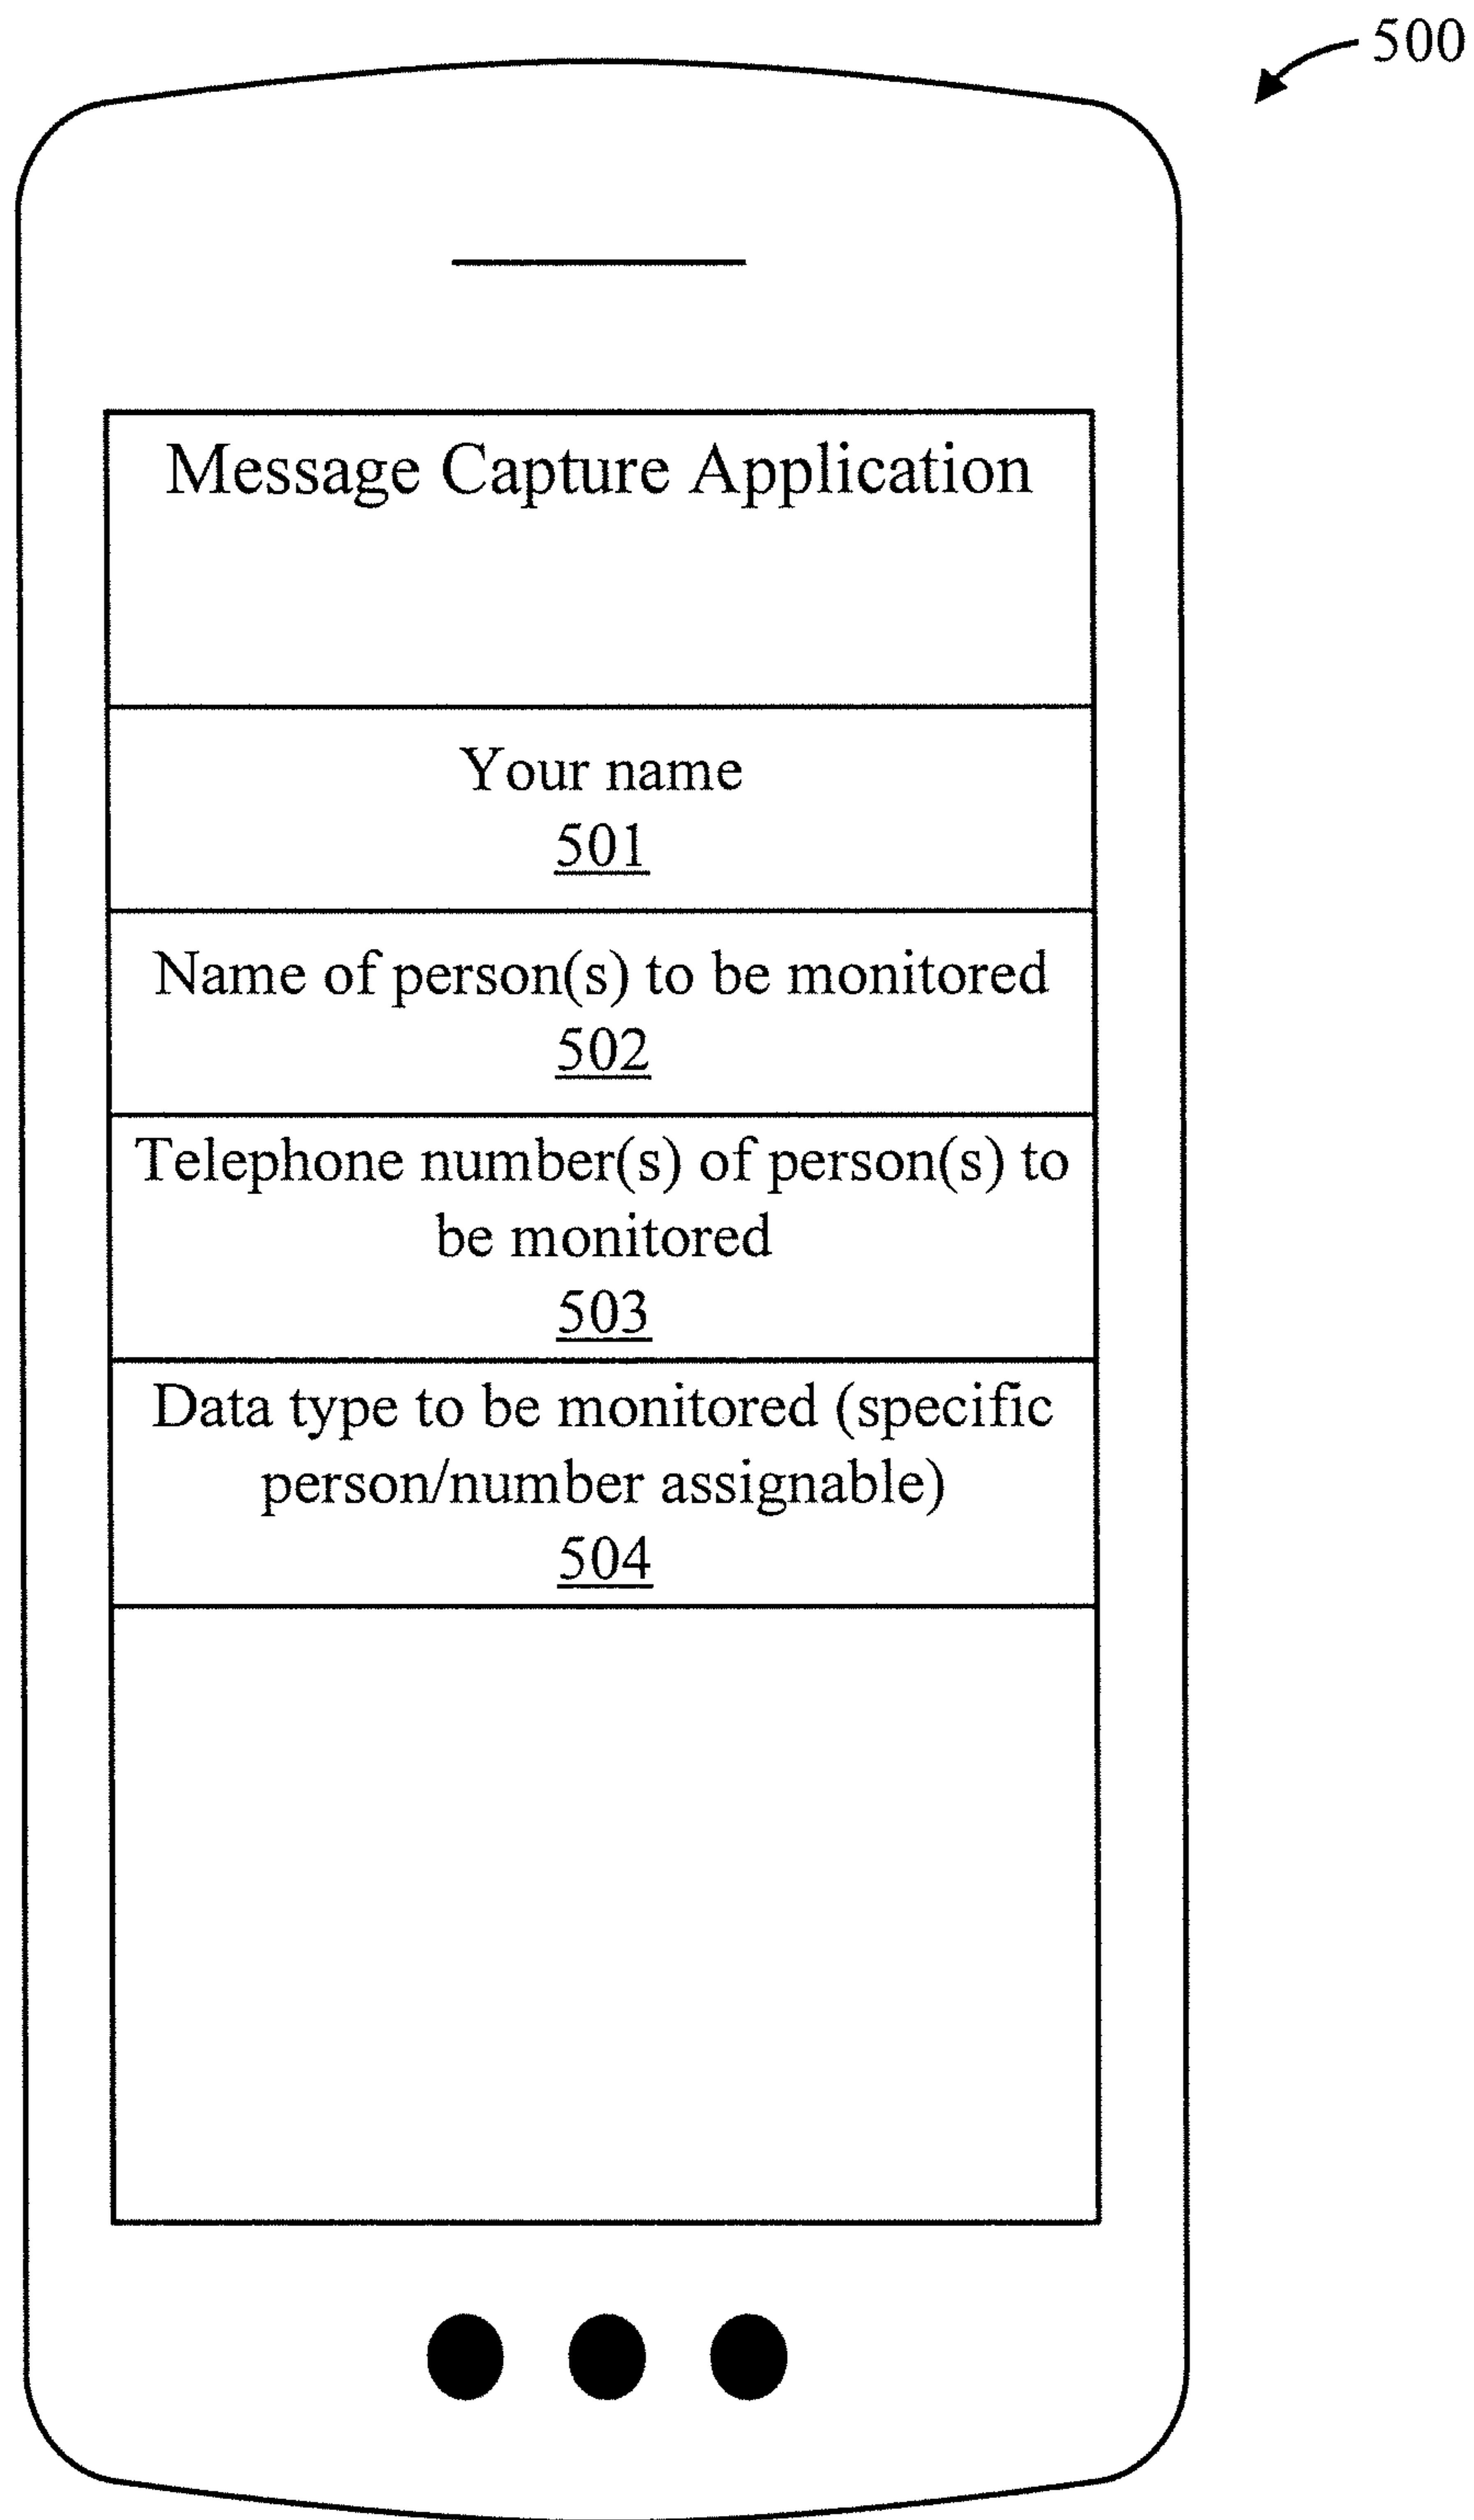 500
Message Capture Application
Your name
501
Name of person(s) to be monitored
502
Telephone number(s) of person(s) to
be monitored
503
Data type to be monitored (specific
person/number assignable)
504